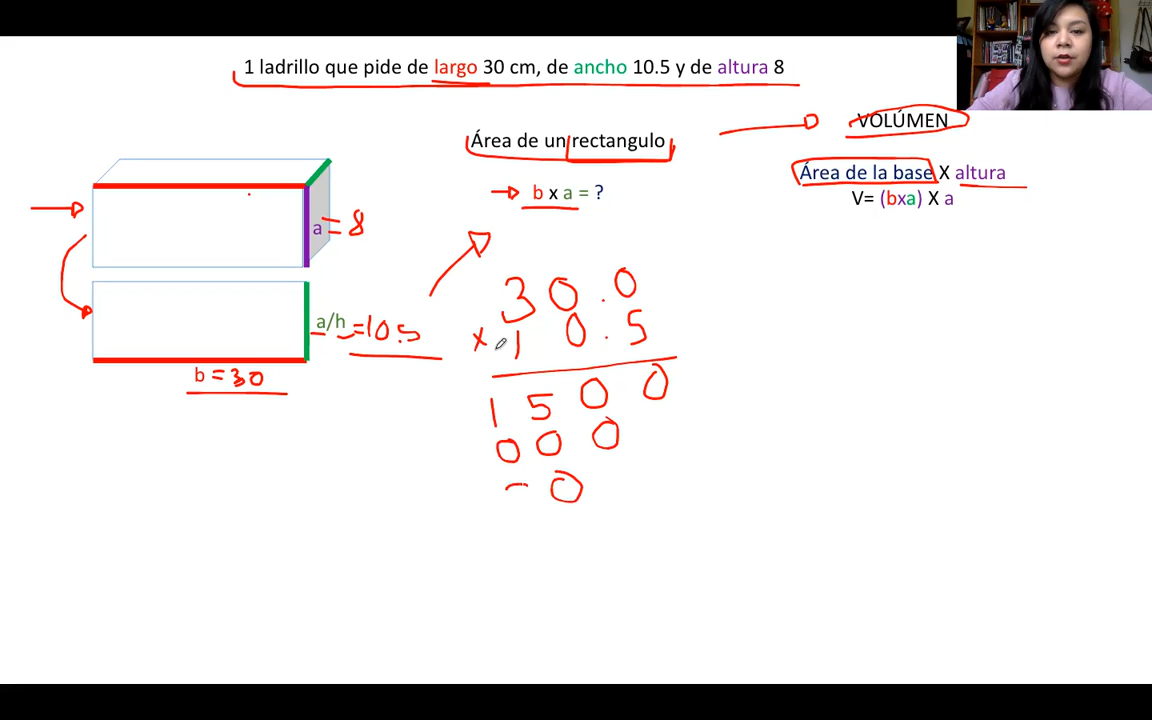 1 ladrillo que pide de largo 30 cm, de ancho 10.5 y de altura 8
Área de un rectangulo
b x a = ?
VOLÚMEN
Área de la base X altura
V= (bxa) X a
a = 8
a/h = 10.5
b = 30
30.0
x 10.5
1500
000
0